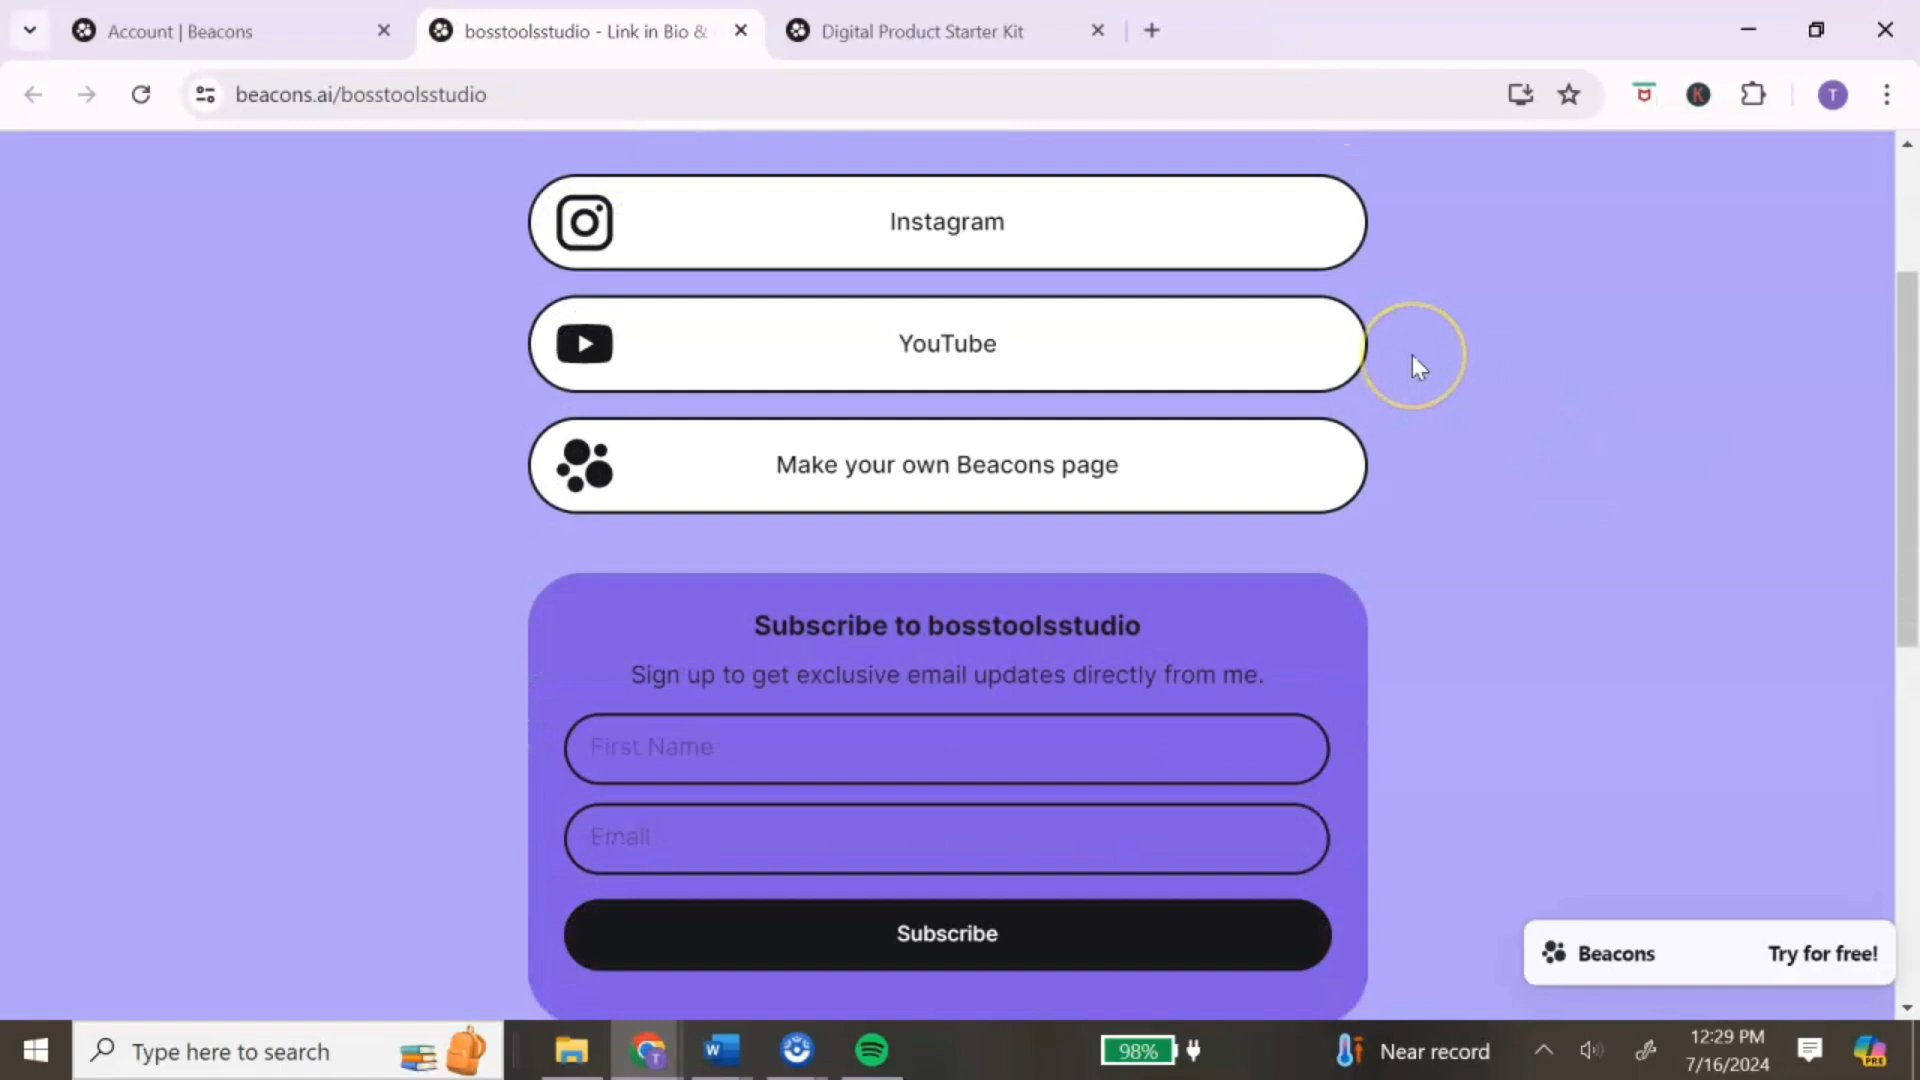 Account | Beacons
bosstoolsstudio - Link in Bio &
Digital Product Starter Kit
beacons.ai/bosstoolsstudio
K
T
Instagram
YouTube
Make your own Beacons page
Subscribe to bosstoolsstudio
Sign up to get exclusive email updates directly from me.
First Name
Email
Subscribe
Beacons
Try for free!
Type here to search
T
W
98%
Near record
12:29 PM
7/16/2024
PRE